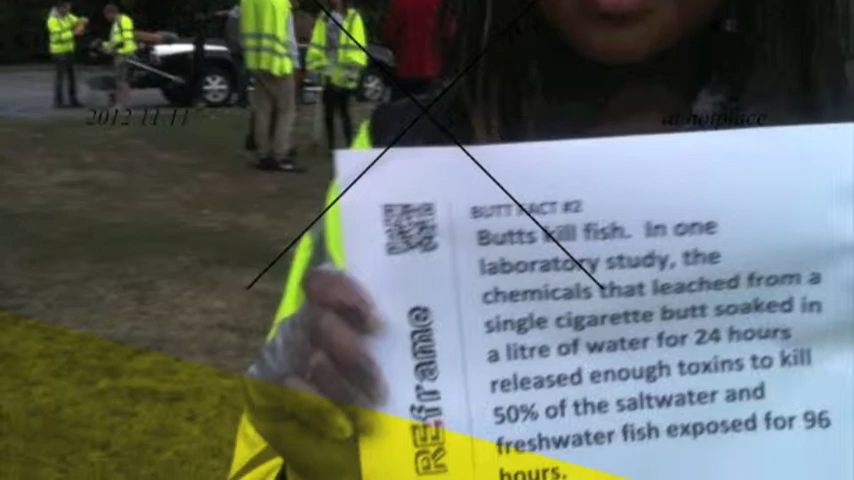 2012.11.11
at hotplace
BUTT FACT #2
Butts kill fish. In one
laboratory study, the
chemicals that leached from a
single cigarette butt soaked in
a litre of water for 24 hours
released enough toxins to kill
50% of the saltwater and
freshwater fish exposed for 96
hours.
REframe